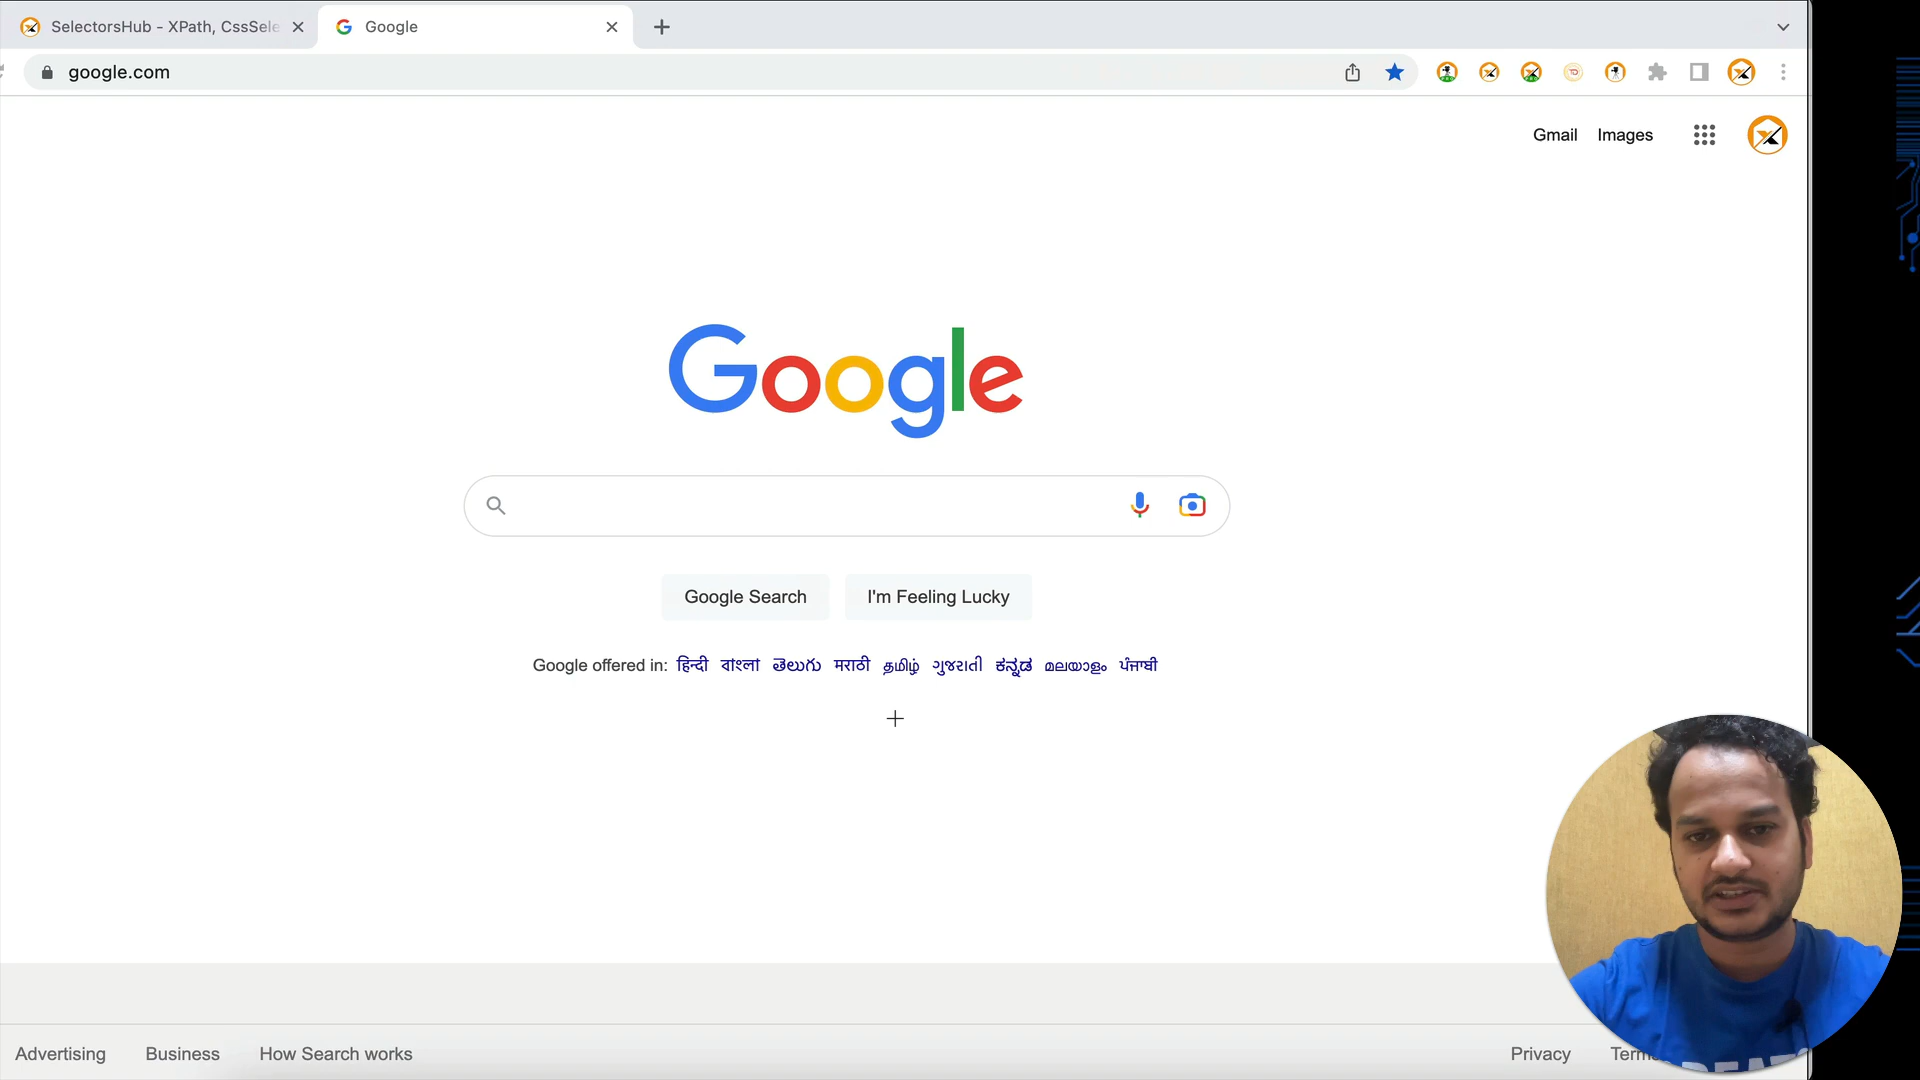 SelectorsHub - XPath, CssSele
Google
google.com
Gmail Images
Google
Google Search I'm Feeling Lucky
Google offered in: हिन्दी বাংলা తెలుగు मराठी தமிழ் ગુજરાતી ಕನ್ನಡ മലയാളം ਪੰਜਾਬੀ
Advertising Business How Search works
Privacy